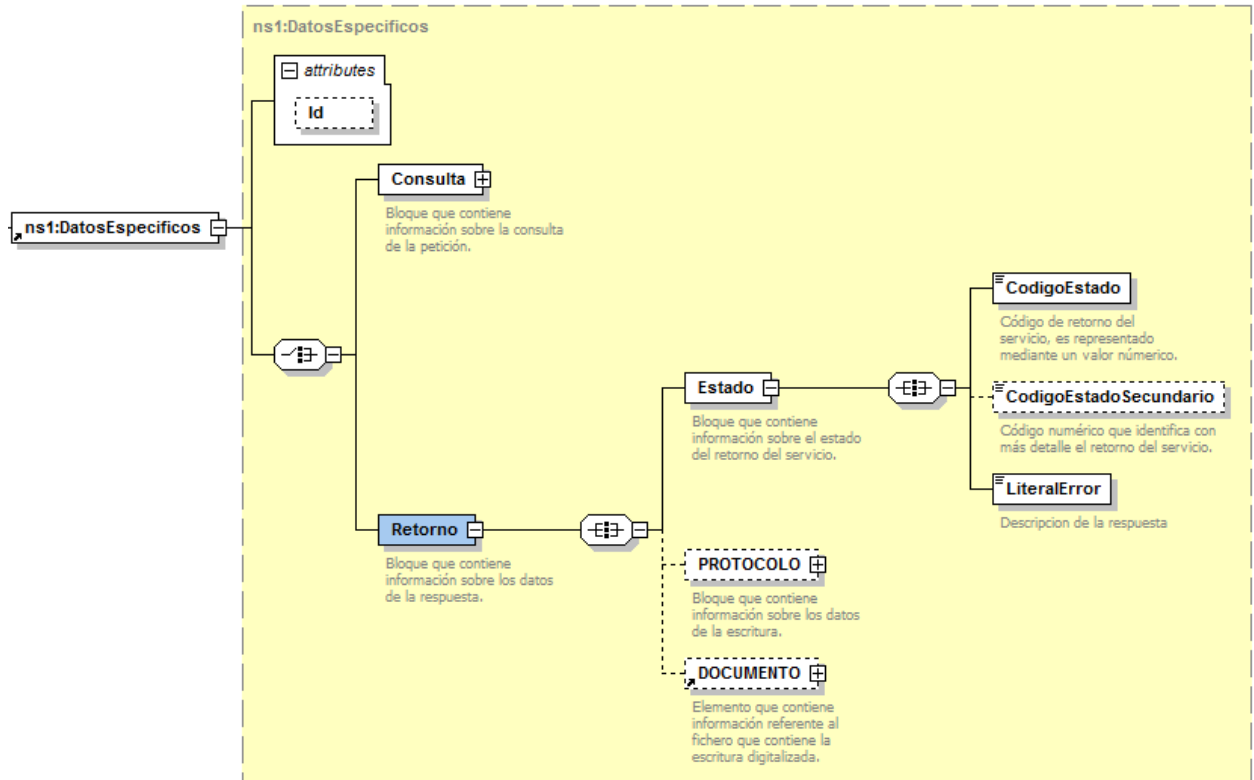 ns1:DatosEspecificos
attributes
Id
Consulta
Bloque que contiene
información sobre la consulta
de la petición.
ns1:DatosEspecificos
CodigoEstado
Código de retorno del
servicio, es representado
mediante un valor númerico.
Estado
Bloque que contiene
información sobre el estado
del retorno del servicio.
CodigoEstadoSecundario
Código numérico que identifica con
más detalle el retorno del servicio.
LiteralError
Descripcion de la respuesta
Retorno
Bloque que contiene
información sobre los datos
de la respuesta.
PROTOCOLO
Bloque que contiene
información sobre los datos
de la escritura.
DOCUMENTO
Elemento que contiene
información referente al
fichero que contiene la
escritura digitalizada.